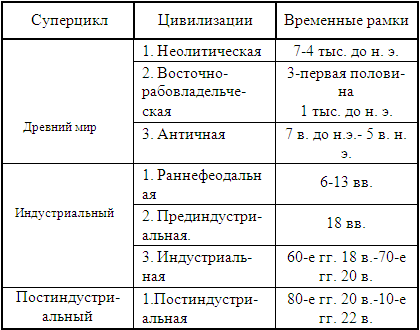 Суперцикл Цивилизации Временные рамки
Древний мир
1. Неолитическая 7-4 тыс. до н. э.
2. Восточно-
рабовладельче-
ская
3-первая полови-
на
1 тыс. до н. э.
3. Античная 7 в. до н.э.- 5 в. н.
э.
Индустриальный
1. Раннефеодальн
ая
6-13 вв.
2. Прединдустри-
альная.
18 вв.
3. Индустриаль-
ная
60-е гг. 18 в.-70-е
гг. 20 в.
Постиндустри-
альный
1.Постиндустри-
альная
80-е гг. 20 в.-10-е
гг. 22 в.